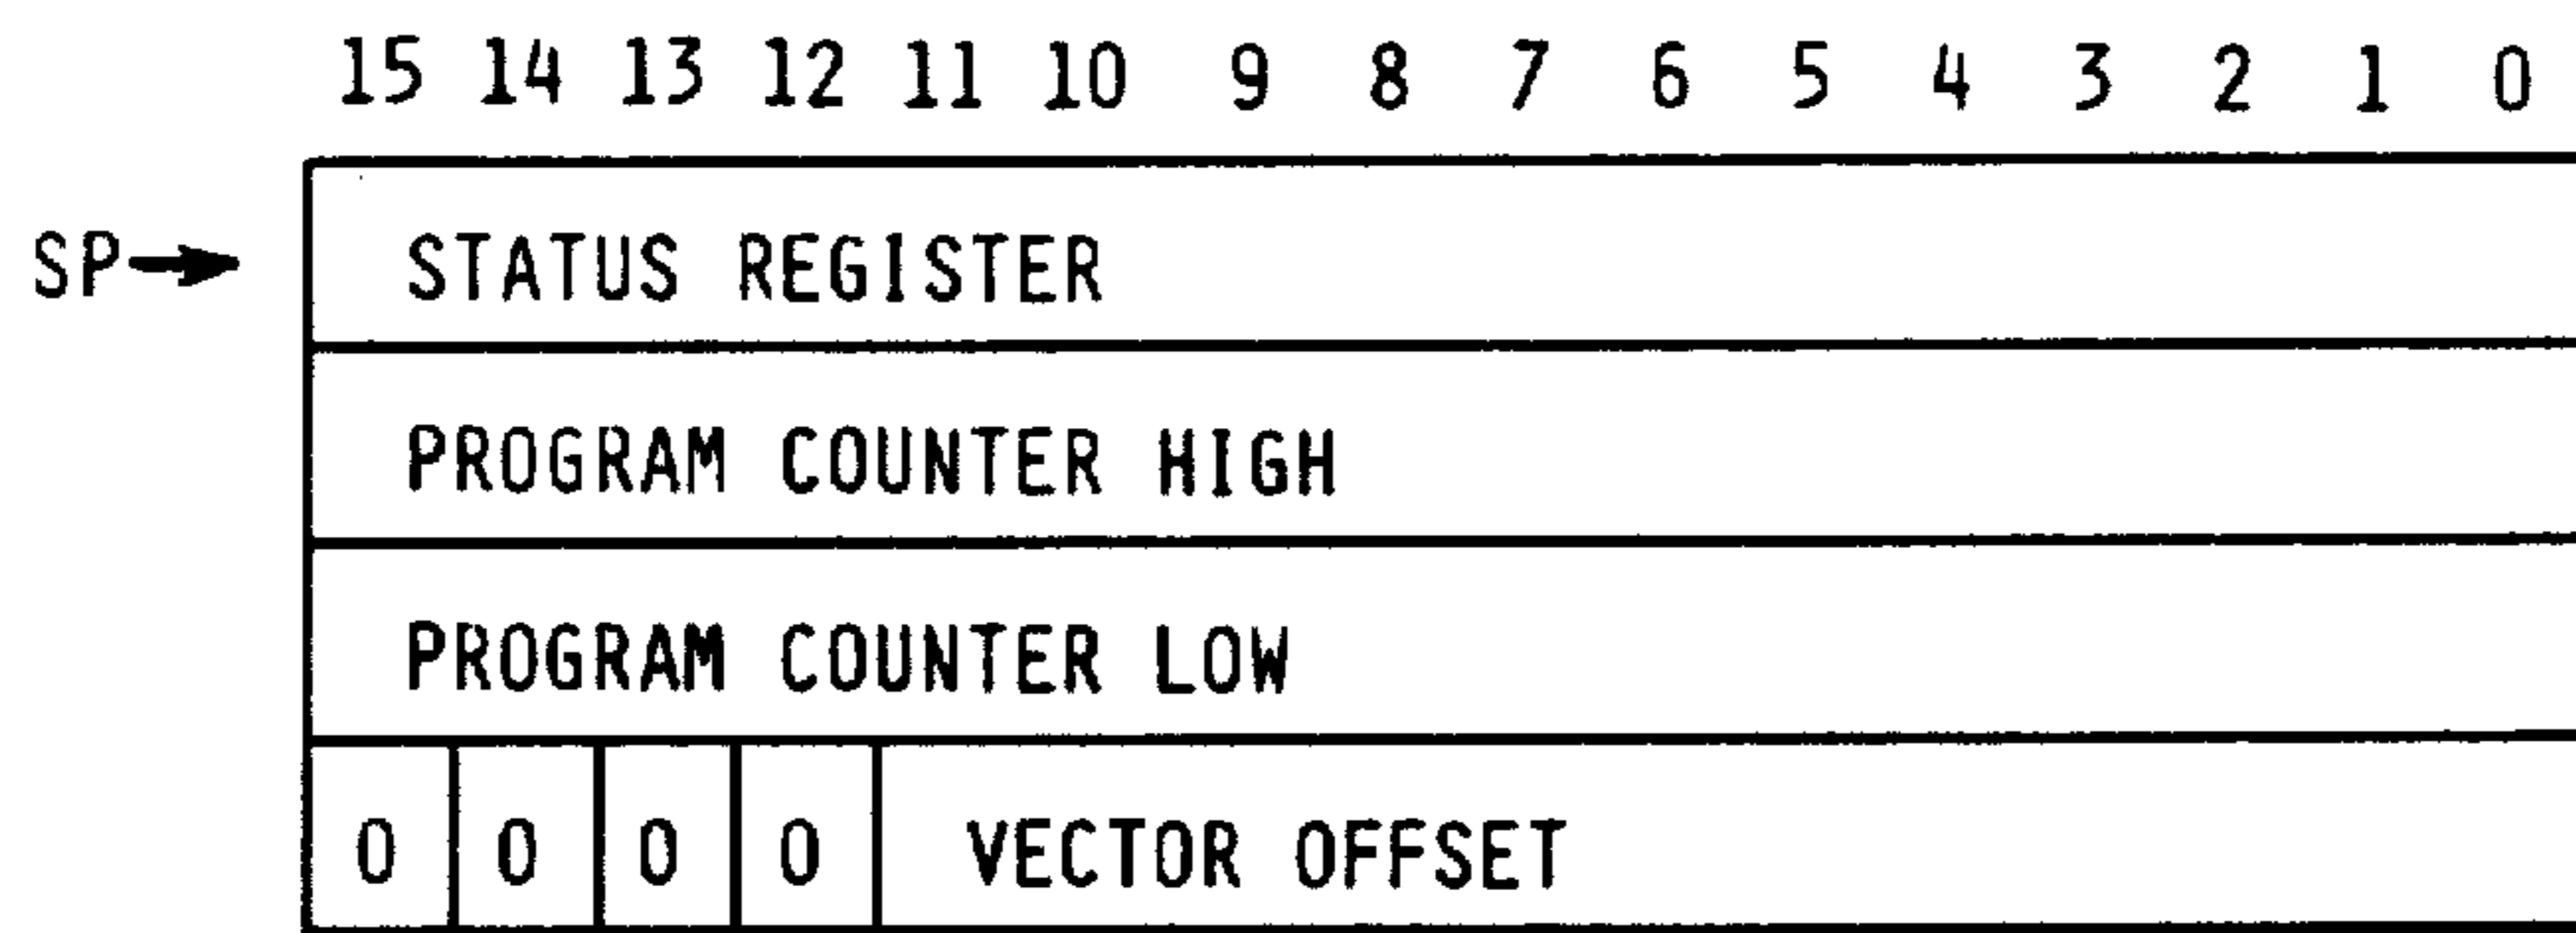 15 14 13 12 11 10 9 8 7 6 5 4 3 2 1 0
SP STATUS REGISTER
PROGRAM COUNTER HIGH
PROGRAM COUNTER LOW
0 0 0 0 VECTOR OFFSET